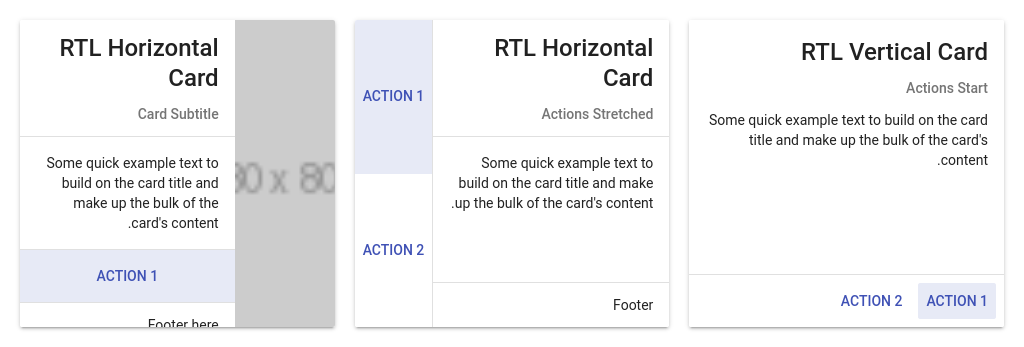 RTL Horizontal
Card
Card Subtitle
Some quick example text to
build on the card title and
make up the bulk of the
.card's content
ACTION 1
Footer here
RTL Horizontal
Card
Actions Stretched
Some quick example text to
build on the card title and make
.up the bulk of the card's content
ACTION 1
ACTION 2
Footer
RTL Vertical Card
Actions Start
Some quick example text to build on the card
title and make up the bulk of the card's
.content
ACTION 2
ACTION 1